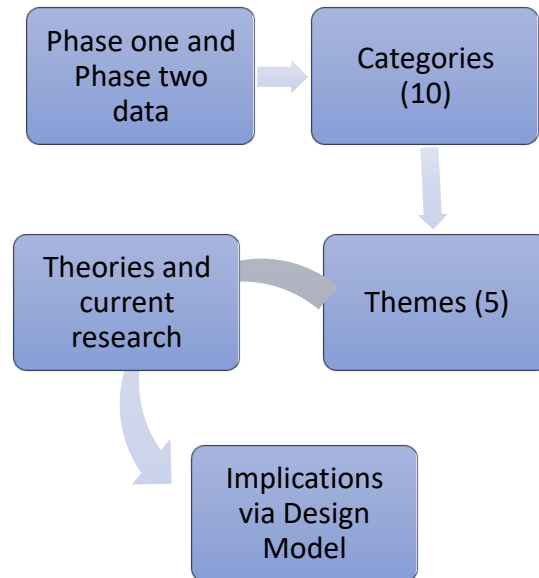 Phase one and
Phase two
data
Categories
(10)
Theories and
current
research
Themes (5)
Implications
via Design
Model